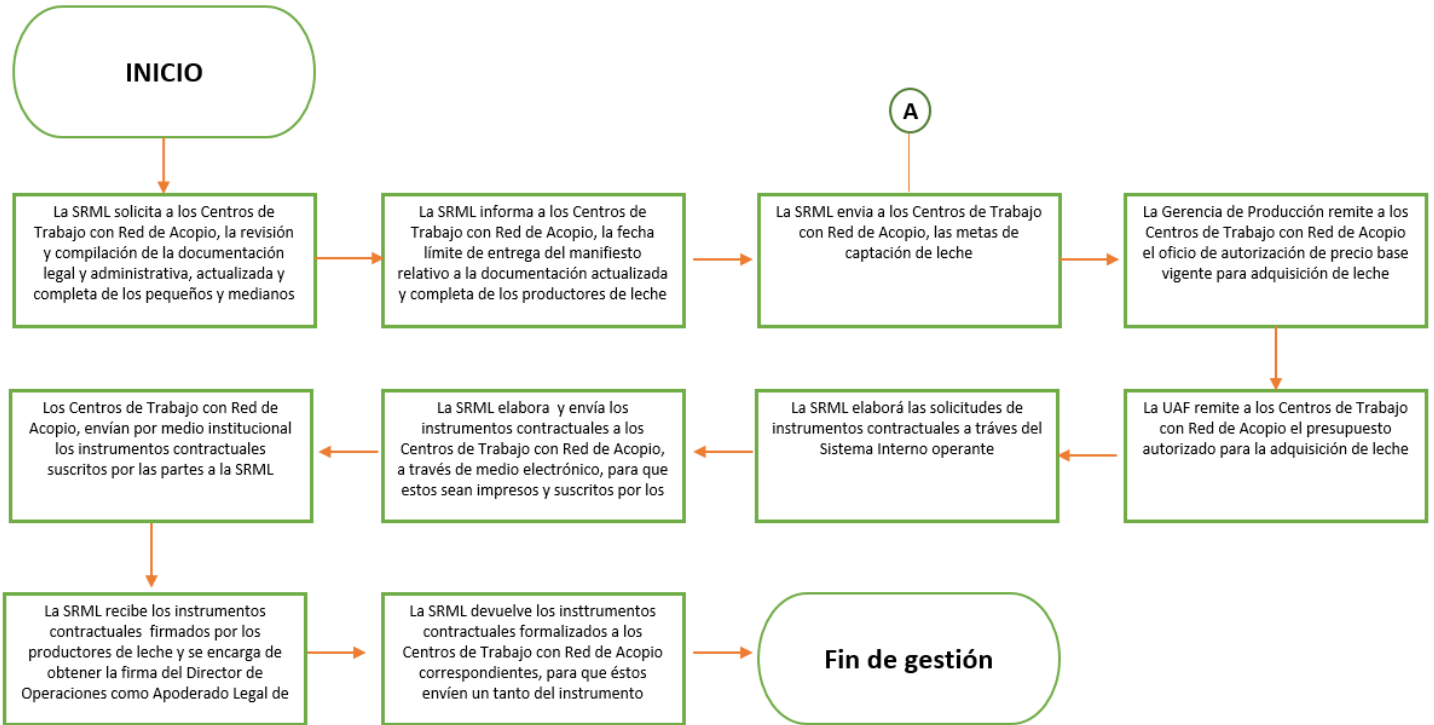 INICIO
A
La SRML solicita a los Centros de
Trabajo con Red de Acopio, la revisión
y compilación de la documentación
legal y administrativa, actualizada y
completa de los pequeños y medianos
La SRML informa a los Centros de
Trabajo con Red de Acopio, la fecha
límite de entrega del manifiesto
relativo a la documentación actualizada
y completa de los productores de leche
La SRML envia a los Centros de Trabajo
con Red de Acopio, las metas de
captación de leche
La Gerencia de Producción remite a los
Centros de Trabajo con Red de Acopio
el oficio de autorización de precio base
vigente para adquisición de leche
La UAF remite a los Centros de Trabajo
con Red de Acopio el presupuesto
autorizado para la adquisición de leche
La SRML elaborá las solicitudes de
instrumentos contractuales a tráves del
Sistema Interno operante
La SRML elabora y envía los
instrumentos contractuales a los
Centros de Trabajo con Red de Acopio,
a través de medio electrónico, para que
estos sean impresos y suscritos por los
Los Centros de Trabajo con Red de
Acopio, envían por medio institucional
los instrumentos contractuales
suscritos por las partes a la SRML
La SRML recibe los instrumentos
contractuales firmados por los
productores de leche y se encarga de
obtener la firma del Director de
Operaciones como Apoderado Legal de
La SRML devuelve los insttrumentos
contractuales formalizados a los
Centros de Trabajo con Red de Acopio
correspondientes, para que éstos
envíen un tanto del instrumento
Fin de gestión